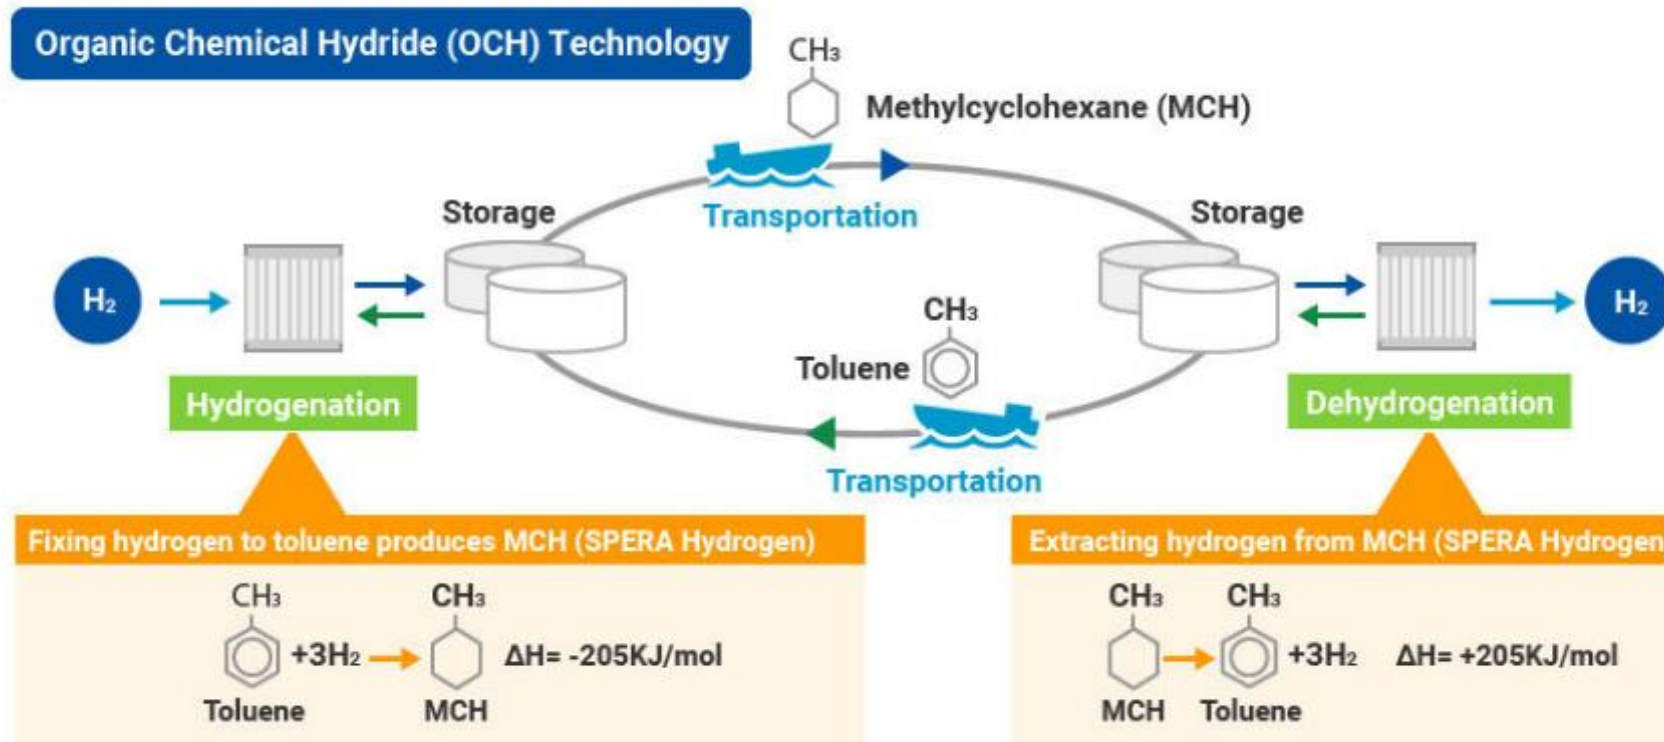 Organic Chemical Hydride (OCH) Technology
CH₃
Methylcyclohexane (MCH)
Transportation
Storage
Storage
H₂
H₂
CH₃
Toluene
Transportation
Hydrogenation
Dehydrogenation
Fixing hydrogen to toluene produces MCH (SPERA Hydrogen)
CH₃ CH₃
+3H₂ ΔH= -205KJ/mol
Toluene MCH
Extracting hydrogen from MCH (SPERA Hydrogen
CH₃ CH₃
+3H₂ ΔH= +205KJ/mol
MCH Toluene